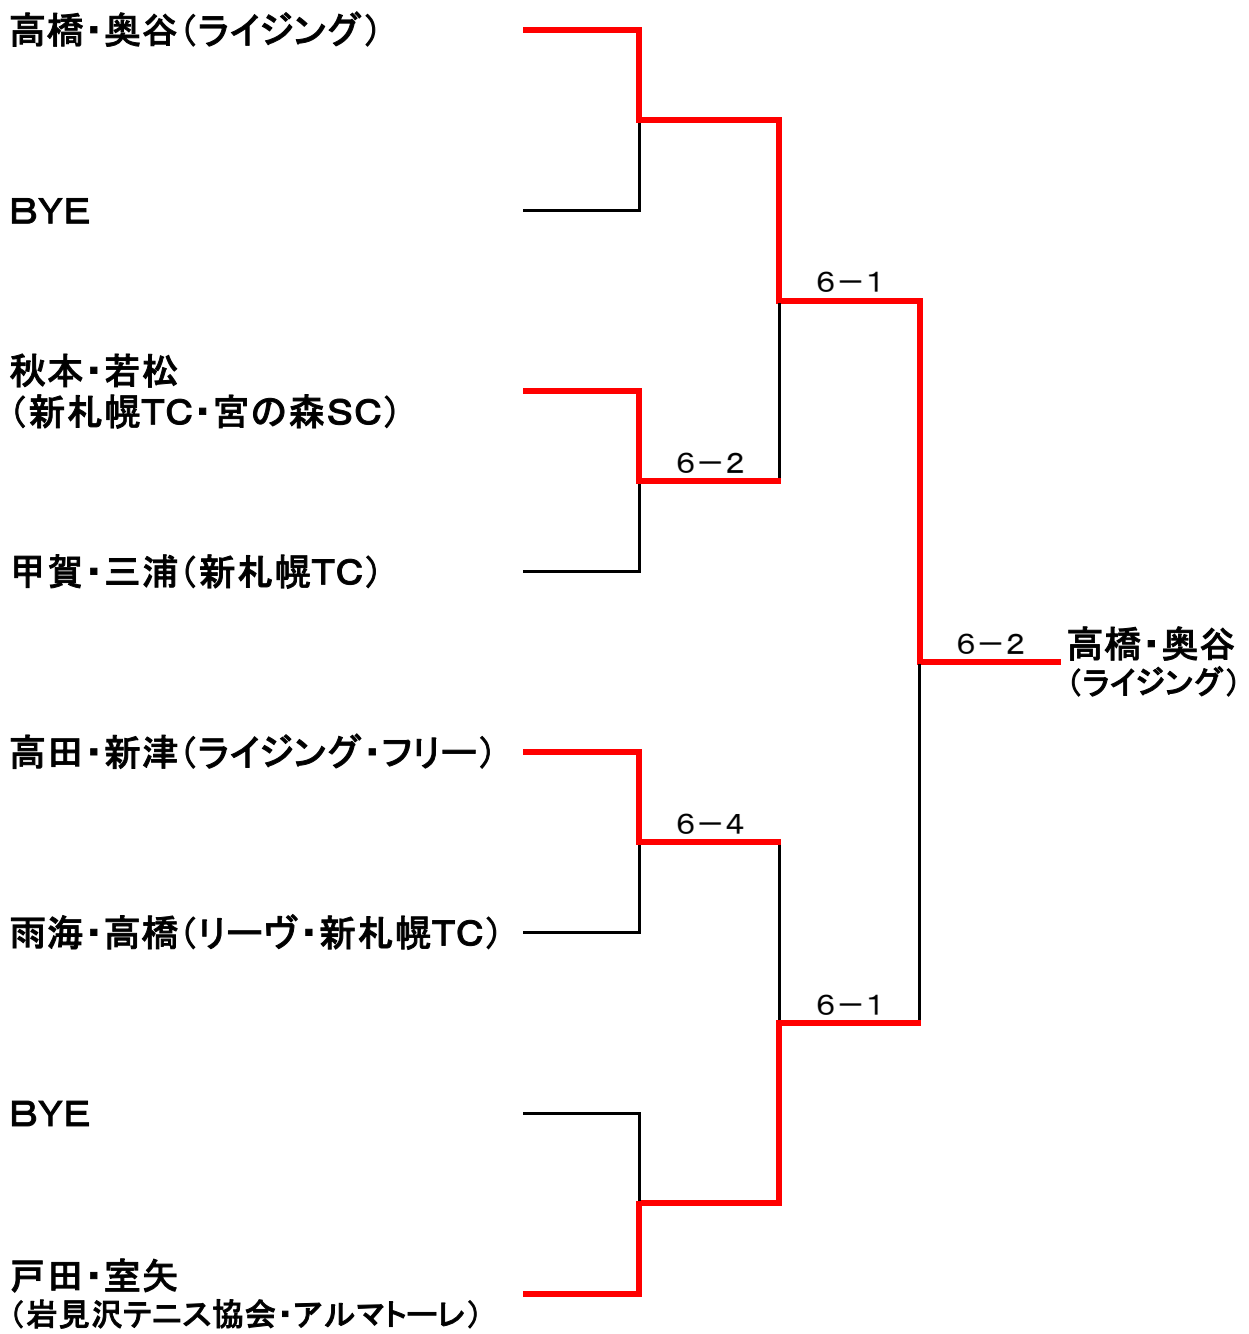 高橋・奥谷（ライジング）
ＢＹＥ
６－１
秋本・若松
（新札幌ＴＣ・宮の森ＳＣ）
６－２
甲賀・三浦（新札幌ＴＣ）
６－２
高橋・奥谷
（ライジング）
高田・新津（ライジング・フリー）
６－４
雨海・高橋（リーヴ・新札幌ＴＣ）
６－１
ＢＹＥ
戸田・室矢
（岩見沢テニス協会・アルマトーレ）